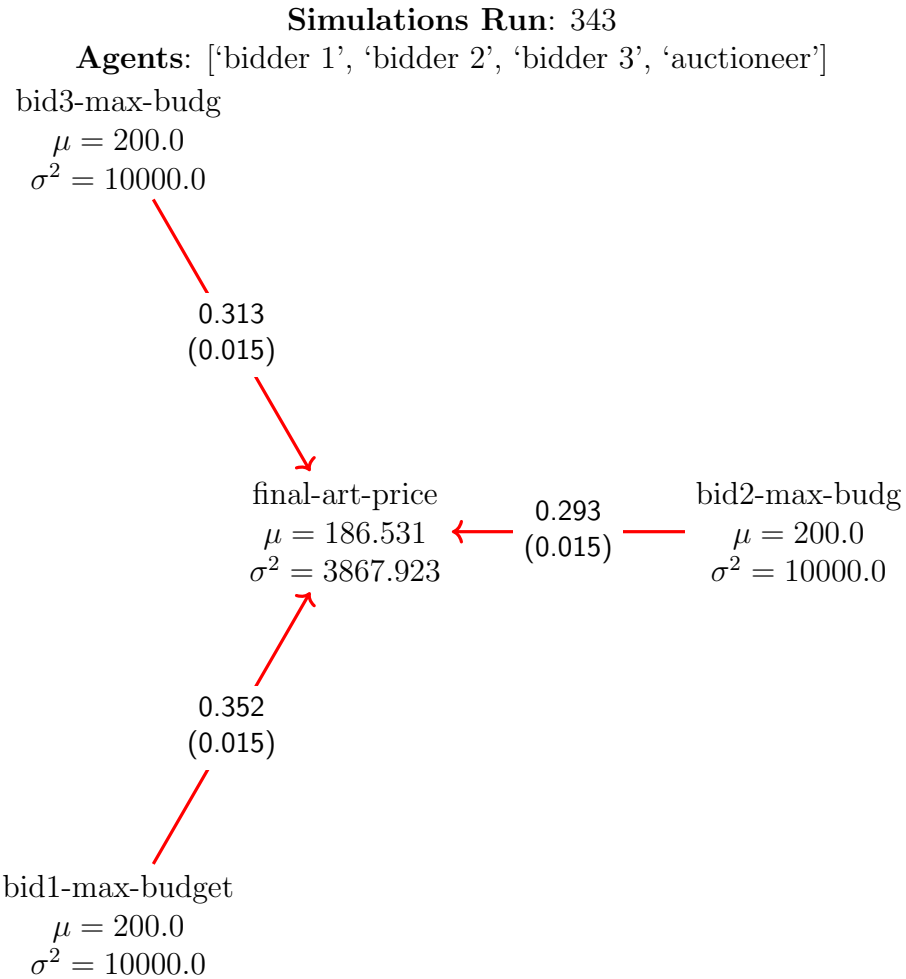 Simulations Run: 343
Agents: [‘bidder 1’, ‘bidder 2’, ‘bidder 3’, ‘auctioneer’]
bid3-max-budg
μ = 200.0
σ² = 10000.0
0.313
(0.015)
final-art-price
μ = 186.531
σ² = 3867.923
0.293
(0.015)
bid2-max-budg
μ = 200.0
σ² = 10000.0
0.352
(0.015)
bid1-max-budget
μ = 200.0
σ² = 10000.0